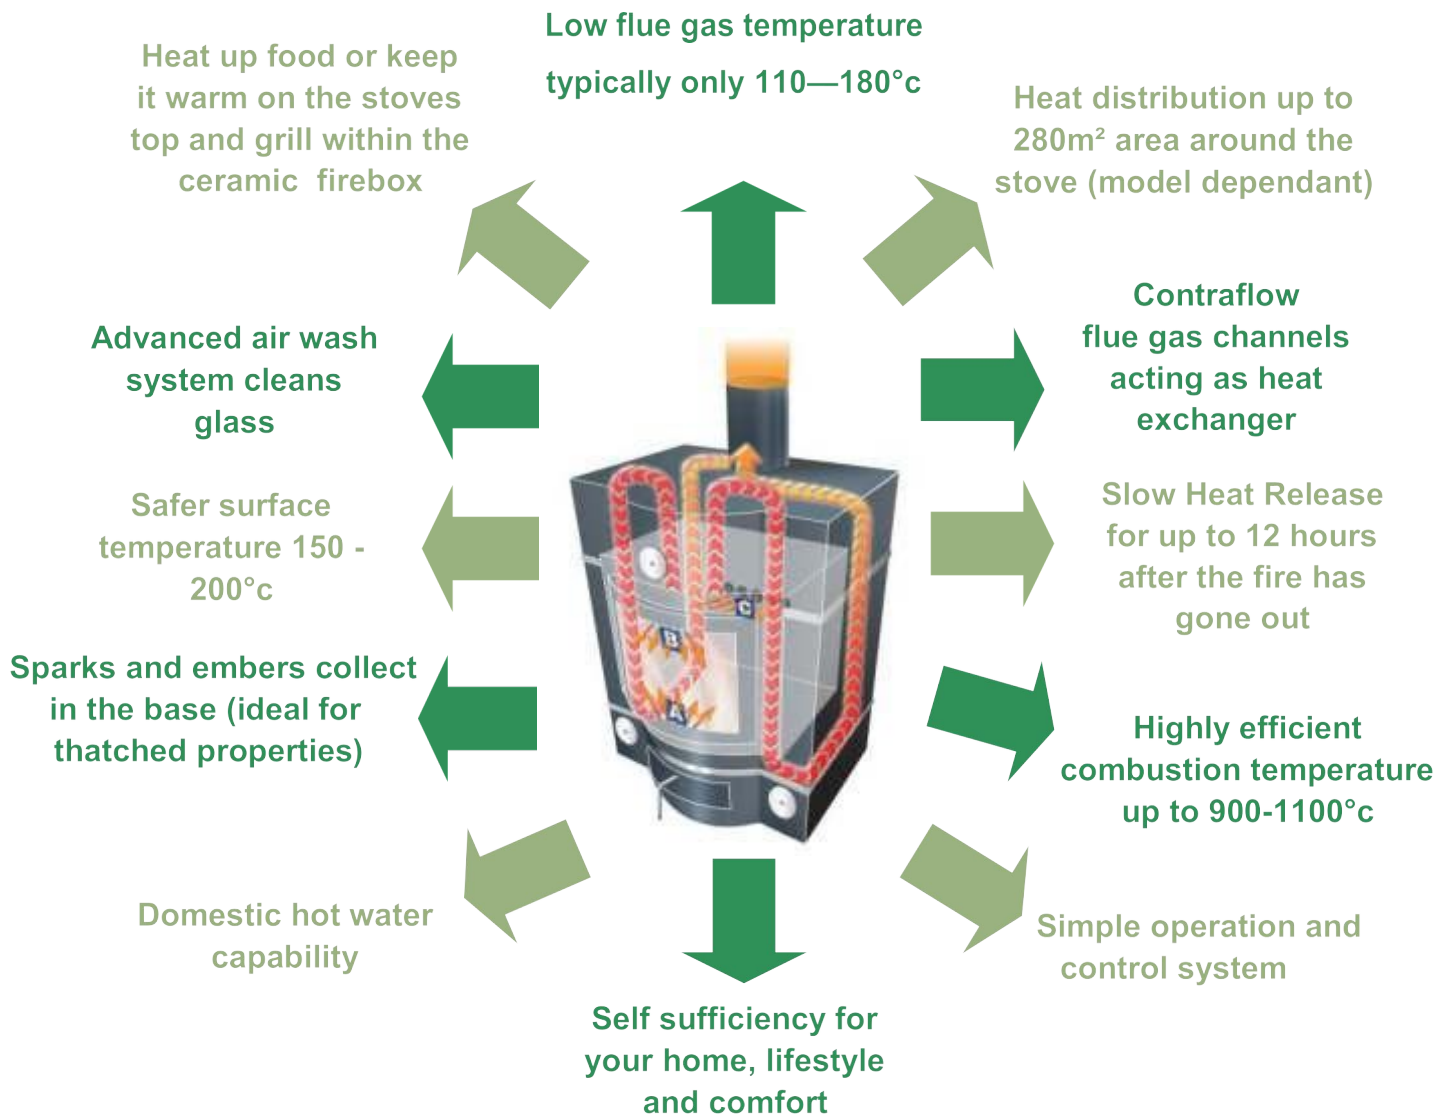 Low flue gas temperature
typically only 110—180°c
Heat up food or keep
it warm on the stoves
top and grill within the
ceramic firebox
Heat distribution up to
280m² area around the
stove (model dependant)
Advanced air wash
system cleans
glass
Contraflow
flue gas channels
acting as heat
exchanger
Safer surface
temperature 150 -
200°c
Slow Heat Release
for up to 12 hours
after the fire has
gone out
Sparks and embers collect
in the base (ideal for
thatched properties)
Highly efficient
combustion temperature
up to 900-1100°c
C
B
A
Domestic hot water
capability
Simple operation and
control system
Self sufficiency for
your home, lifestyle
and comfort